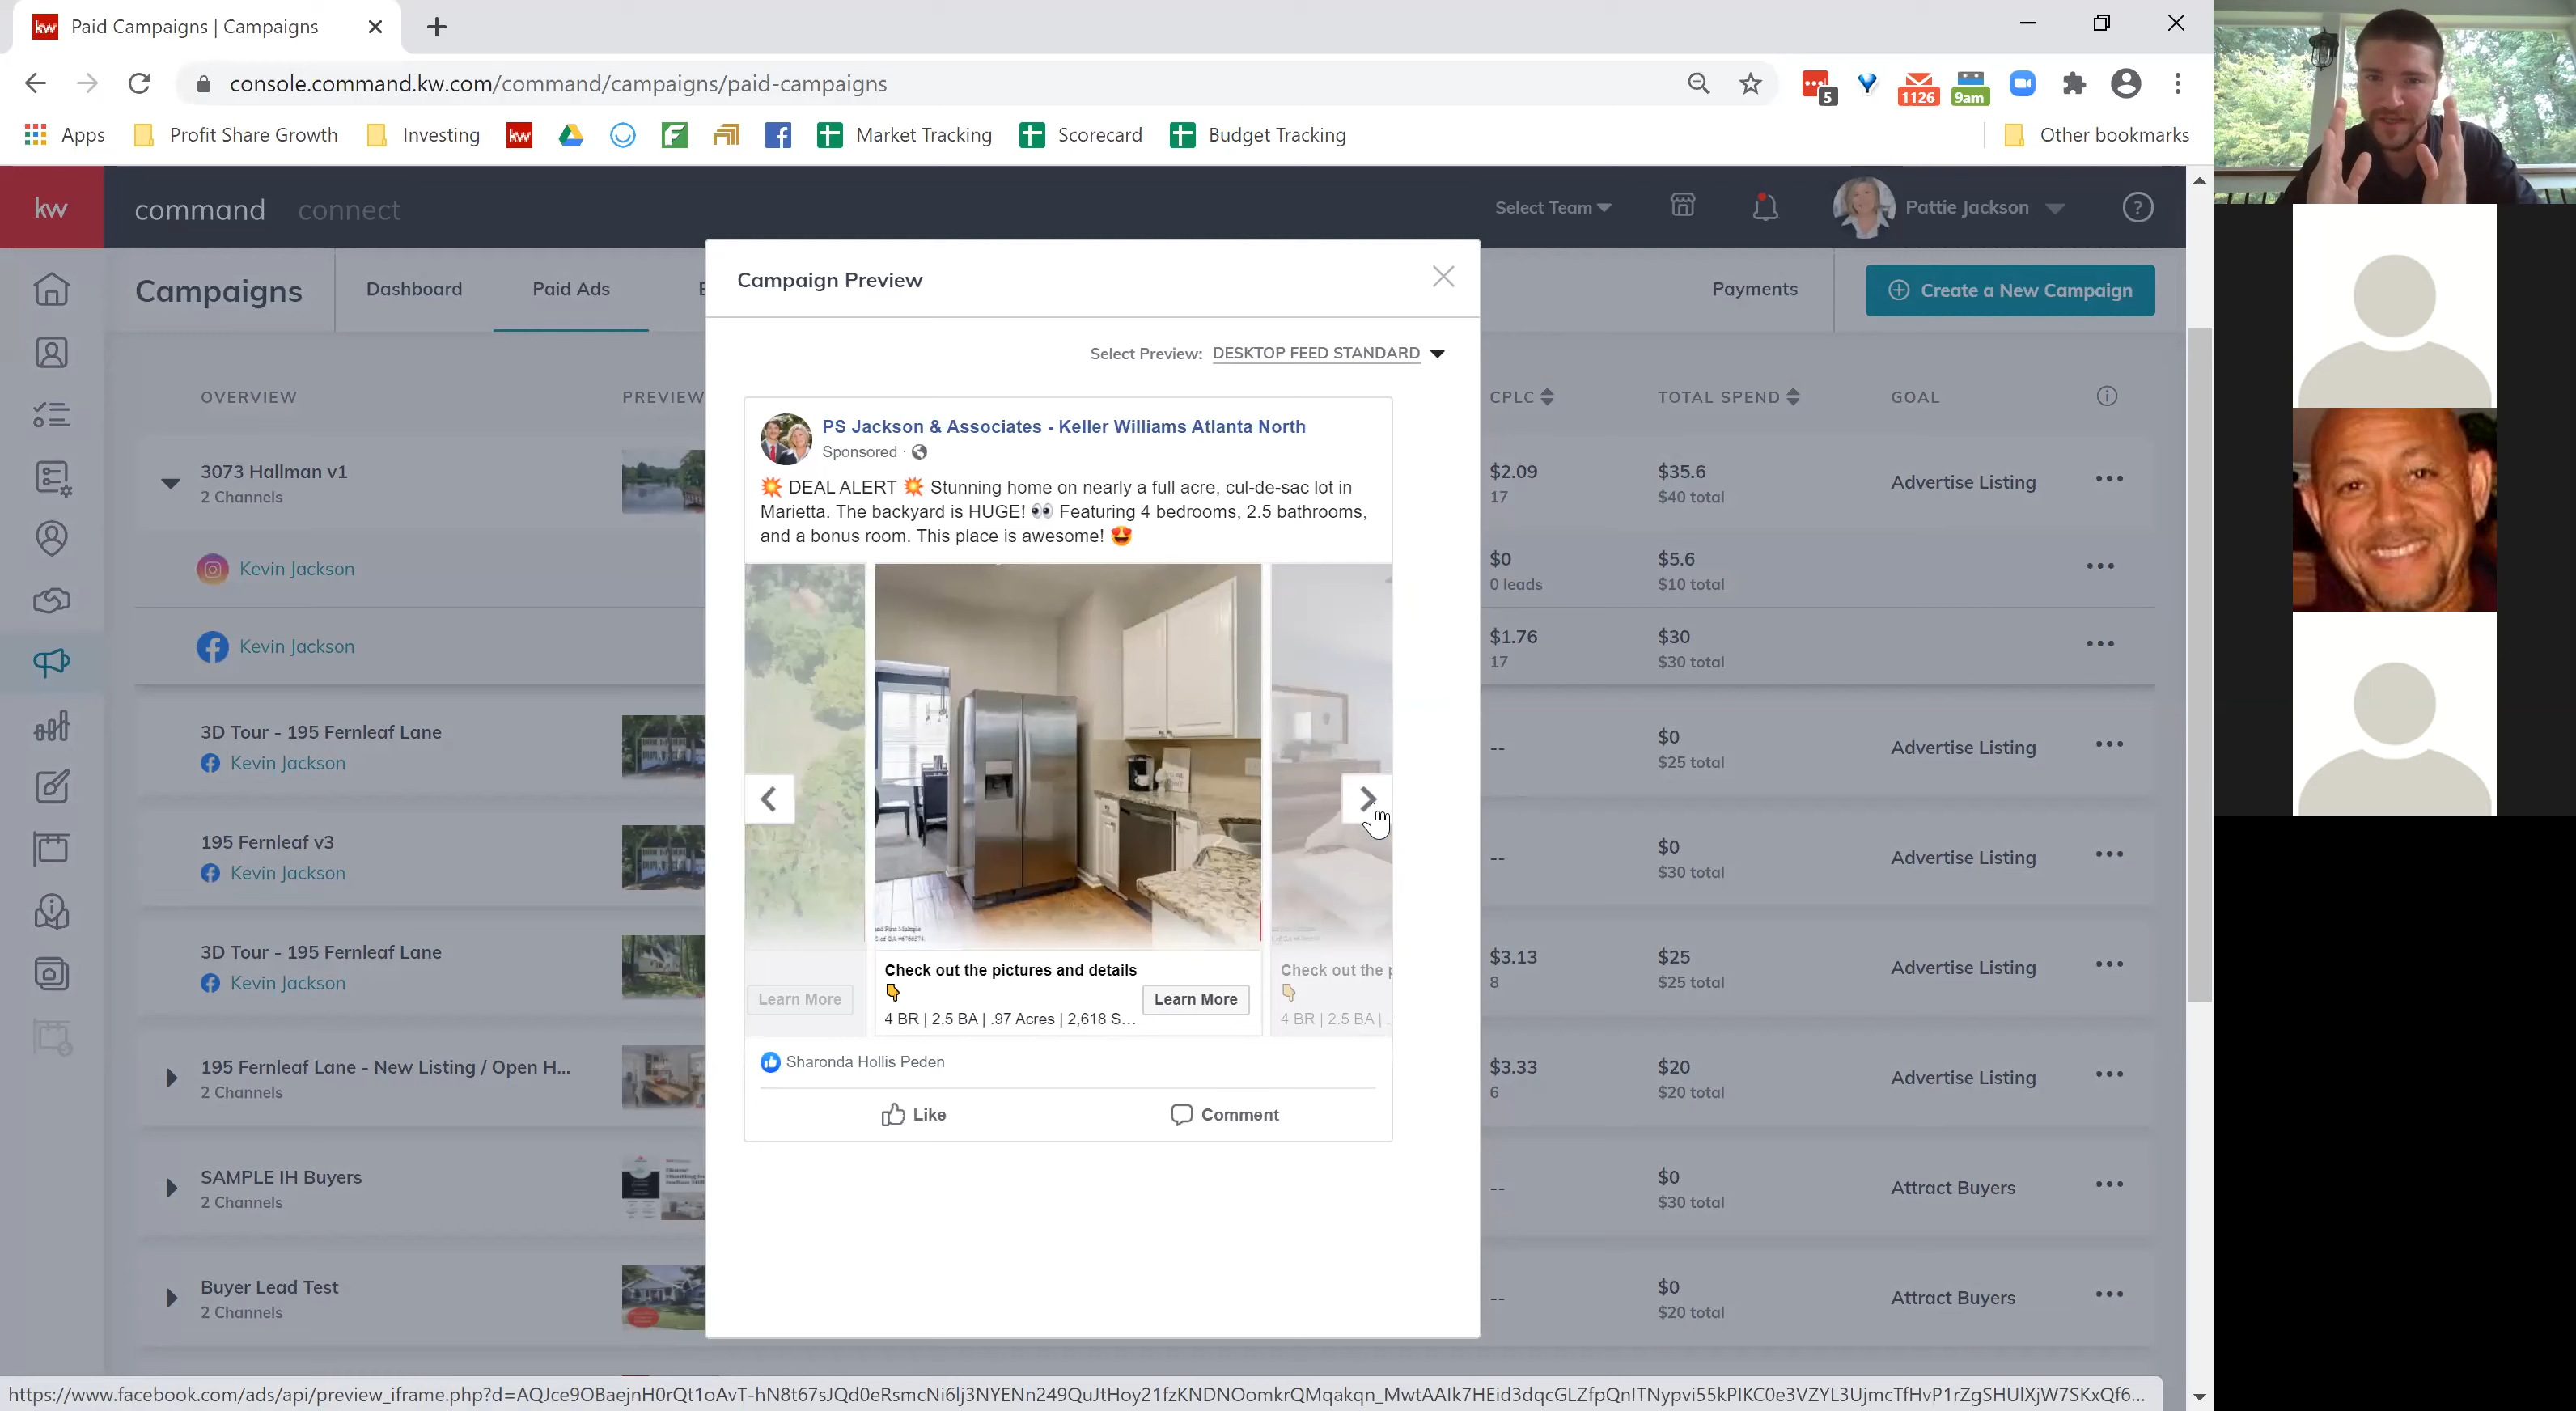 kw Paid Campaigns | Campaigns
console.command.kw.com/command/campaigns/paid-campaigns
5
1126
9am
Apps Profit Share Growth Investing kw Market Tracking Scorecard Budget Tracking Other bookmarks
kw command connect Select Team Pattie Jackson ?
Campaigns Dashboard Paid Ads Payments Create a New Campaign
OVERVIEW PREVIEW CPLC TOTAL SPEND GOAL
3073 Hallman v1
2 Channels
$2.09
17
$35.6
$40 total
Advertise Listing
Kevin Jackson
$0
0 leads
$5.6
$10 total
Kevin Jackson
$1.76
17
$30
$30 total
3D Tour - 195 Fernleaf Lane
Kevin Jackson
--
$0
$25 total
Advertise Listing
195 Fernleaf v3
Kevin Jackson
--
$0
$30 total
Advertise Listing
3D Tour - 195 Fernleaf Lane
Kevin Jackson
$3.13
8
$25
$25 total
Advertise Listing
195 Fernleaf Lane - New Listing / Open H...
2 Channels
$3.33
6
$20
$20 total
Advertise Listing
SAMPLE IH Buyers
2 Channels
--
$0
$30 total
Attract Buyers
Buyer Lead Test
2 Channels
--
$0
$20 total
Attract Buyers
Campaign Preview
Select Preview: DESKTOP FEED STANDARD
PS Jackson & Associates - Keller Williams Atlanta North
Sponsored ·
💥 DEAL ALERT 💥 Stunning home on nearly a full acre, cul-de-sac lot in
Marietta. The backyard is HUGE! 👀 Featuring 4 bedrooms, 2.5 bathrooms,
and a bonus room. This place is awesome! 😍
Learn More
Check out the pictures and details
👇
Learn More
4 BR | 2.5 BA | .97 Acres | 2,618 S...
Check out the
👇
4 BR | 2.5 BA |
Sharonda Hollis Peden
Like Comment